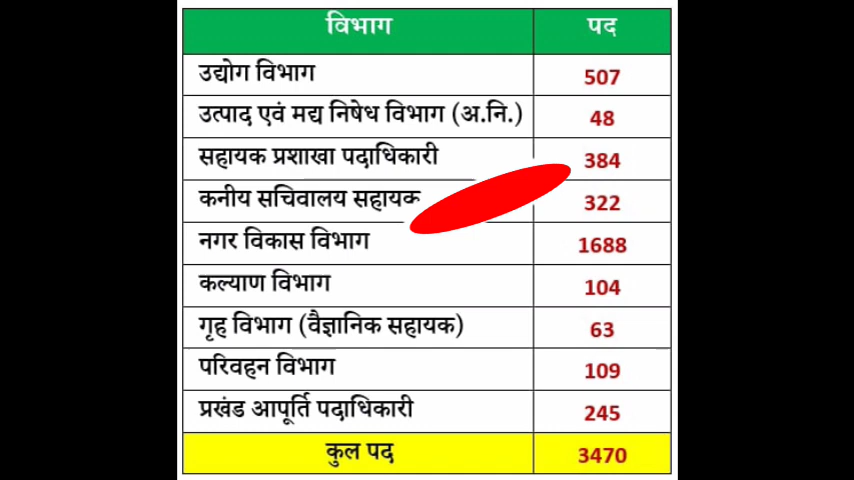 विभाग पद
उद्योग विभाग 507
उत्पाद एवं मद्य निषेध विभाग (अ.नि.) 48
सहायक प्रशाखा पदाधिकारी 384
कनीय सचिवालय सहायक 322
नगर विकास विभाग 1688
कल्याण विभाग 104
गृह विभाग (वैज्ञानिक सहायक) 63
परिवहन विभाग 109
प्रखंड आपूर्ति पदाधिकारी 245
कुल पद 3470